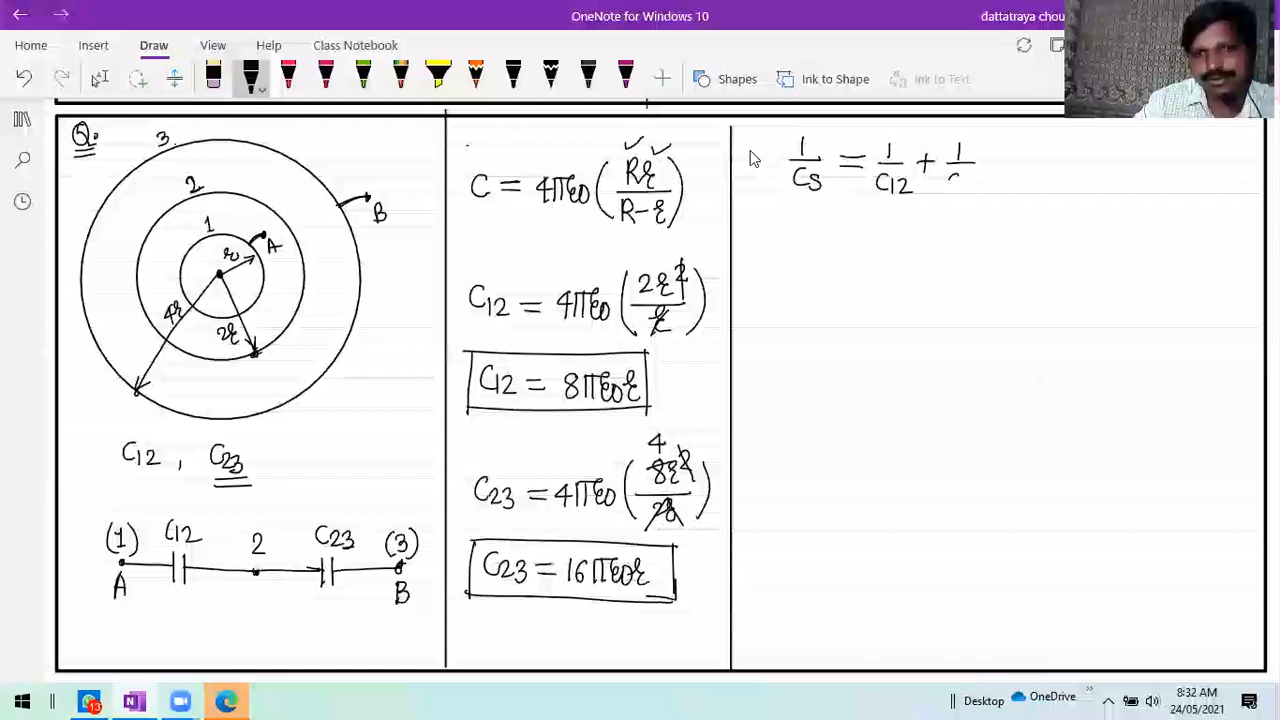 OneNote for Windows 10
dattatraya chou
Home Insert Draw View Help Class Notebook
Shapes Ink to Shape Ink to Text
Q:
3.
2
1
B
A
r
4r
2r
C12 , C23
(1) C12 2 C23 (3)
A B
C = 4πε0 (Rr/R-r)
C12 = 4πε0 (2r²/r)
C12 = 8πε0r
4
C23 = 4πε0 (8r²/2r)
C23 = 16πε0r
1/CS = 1/C12 + 1/
13
Desktop OneDrive
8:32 AM
24/05/2021